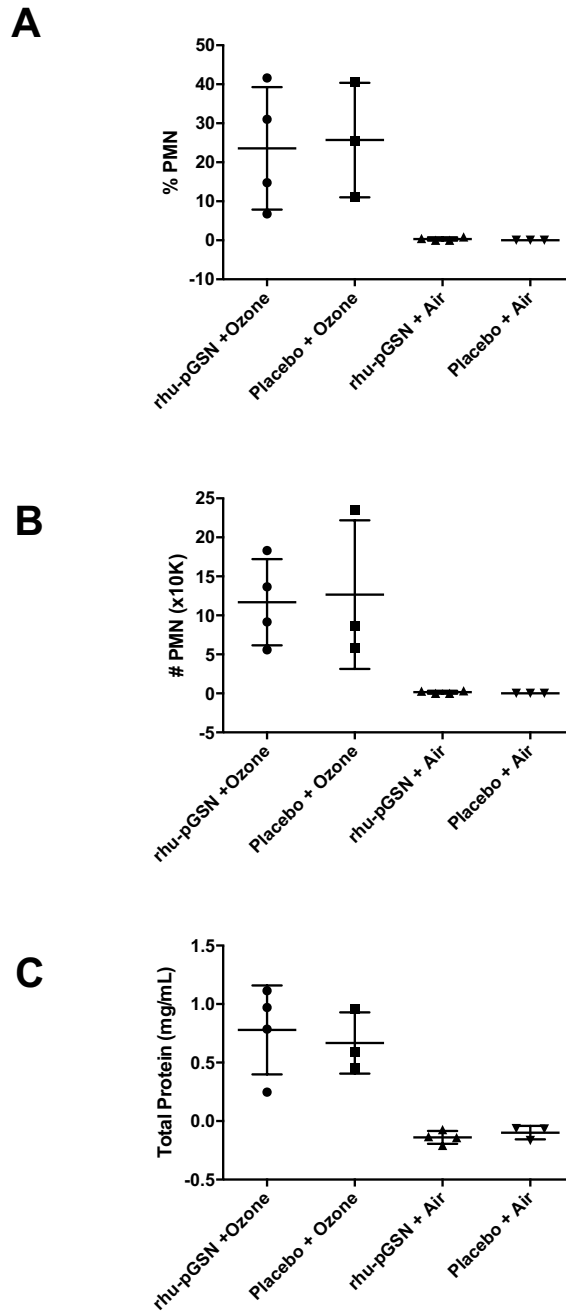 A
% PMN
50
40
30
20
10
0
-10
rhu-pGSN +Ozone
Placebo + Ozone
rhu-pGSN + Air
Placebo + Air
B
# PMN (x10K)
25
20
15
10
5
0
-5
rhu-pGSN +Ozone
Placebo + Ozone
rhu-pGSN + Air
Placebo + Air
C
Total Protein (mg/mL)
1.5
1.0
0.5
0.0
-0.5
rhu-pGSN +Ozone
Placebo + Ozone
rhu-pGSN + Air
Placebo + Air